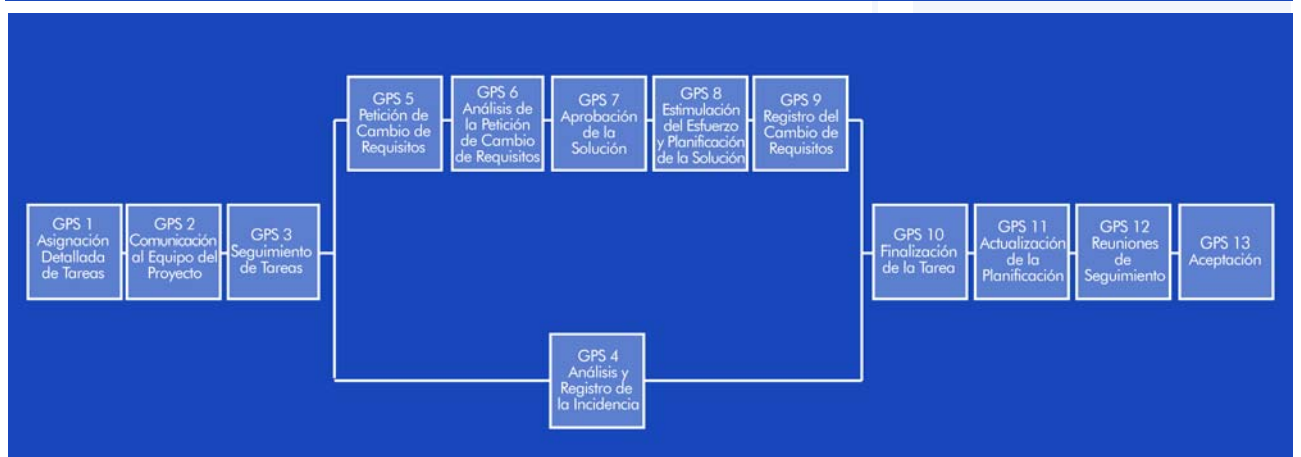 GPS 1
Asignación
Detallada
de Tareas
GPS 2
Comunicación
al Equipo del
Proyecto
GPS 3
Seguimiento
de Tareas
GPS 5
Petición de
Cambio de
Requisitos
GPS 6
Análisis de
la Petición
de Cambio
de Requisitos
GPS 7
Aprobación
de la
Solución
GPS 8
Estimulación
del Esfuerzo
y Planificación
de la Solución
GPS 9
Registro del
Cambio de
Requisitos
GPS 4
Análisis y
Registro de
la Incidencia
GPS 10
Finalización
de la Tarea
GPS 11
Actualización
de la
Planificación
GPS 12
Reuniones
de
Seguimiento
GPS 13
Aceptación